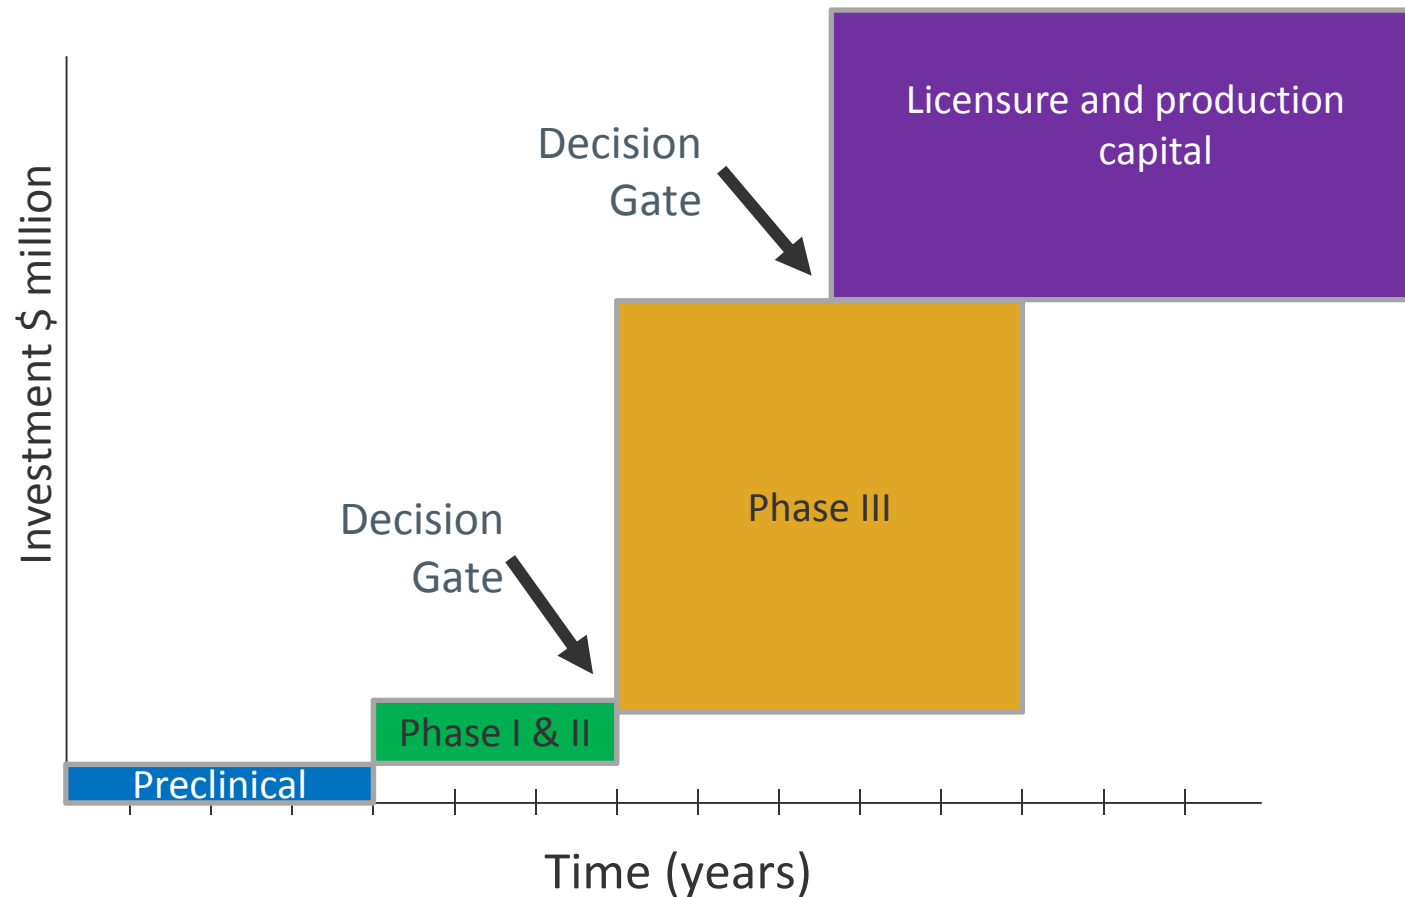 Licensure and production
capital
Decision
Gate
Investment $ million
Phase III
Decision
Gate
Phase I & II
Preclinical
Time (years)